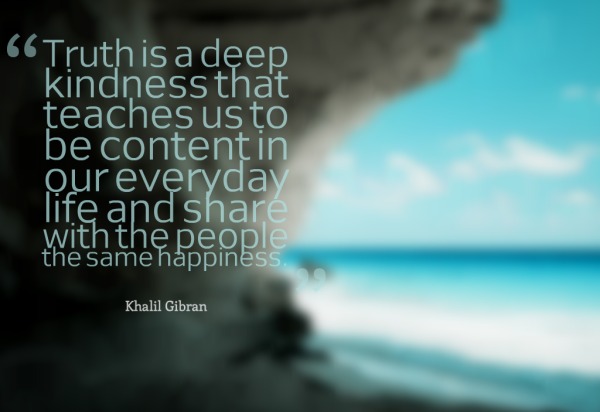 “ Truth is a deep
kindness that
teaches us to
be content in
our everyday
life and share
with the people
the same happiness. ”
Khalil Gibran